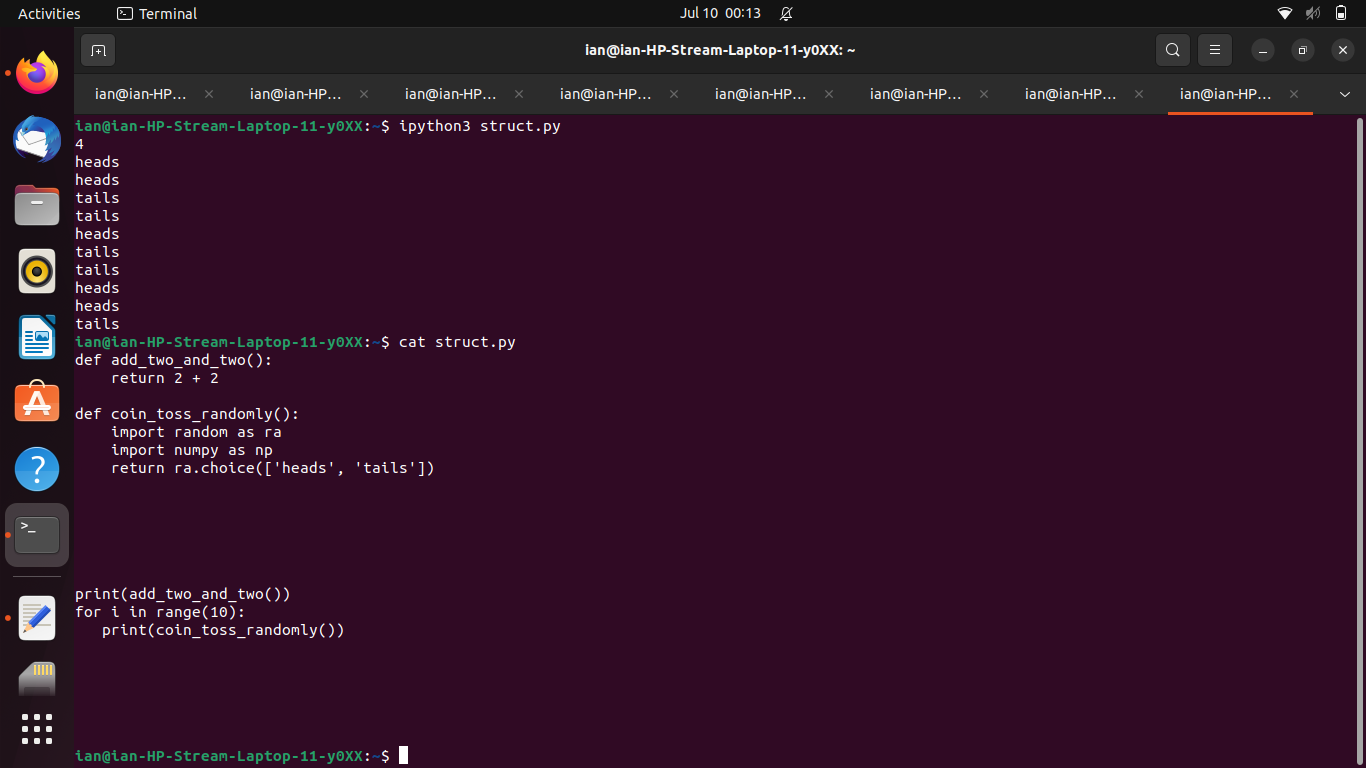 Activities
Terminal
Jul 10 00:13
ian@ian-HP-Stream-Laptop-11-y0XX: ~
ian@ian-HP... ian@ian-HP... ian@ian-HP... ian@ian-HP... ian@ian-HP... ian@ian-HP... ian@ian-HP... ian@ian-HP...
ian@ian-HP-Stream-Laptop-11-y0XX:~$ ipython3 struct.py
4
heads
heads
tails
tails
heads
tails
tails
heads
heads
tails
ian@ian-HP-Stream-Laptop-11-y0XX:~$ cat struct.py
def add_two_and_two():
    return 2 + 2
def coin_toss_randomly():
    import random as ra
    import numpy as np
    return ra.choice(['heads', 'tails'])
print(add_two_and_two())
for i in range(10):
   print(coin_toss_randomly())
ian@ian-HP-Stream-Laptop-11-y0XX:~$